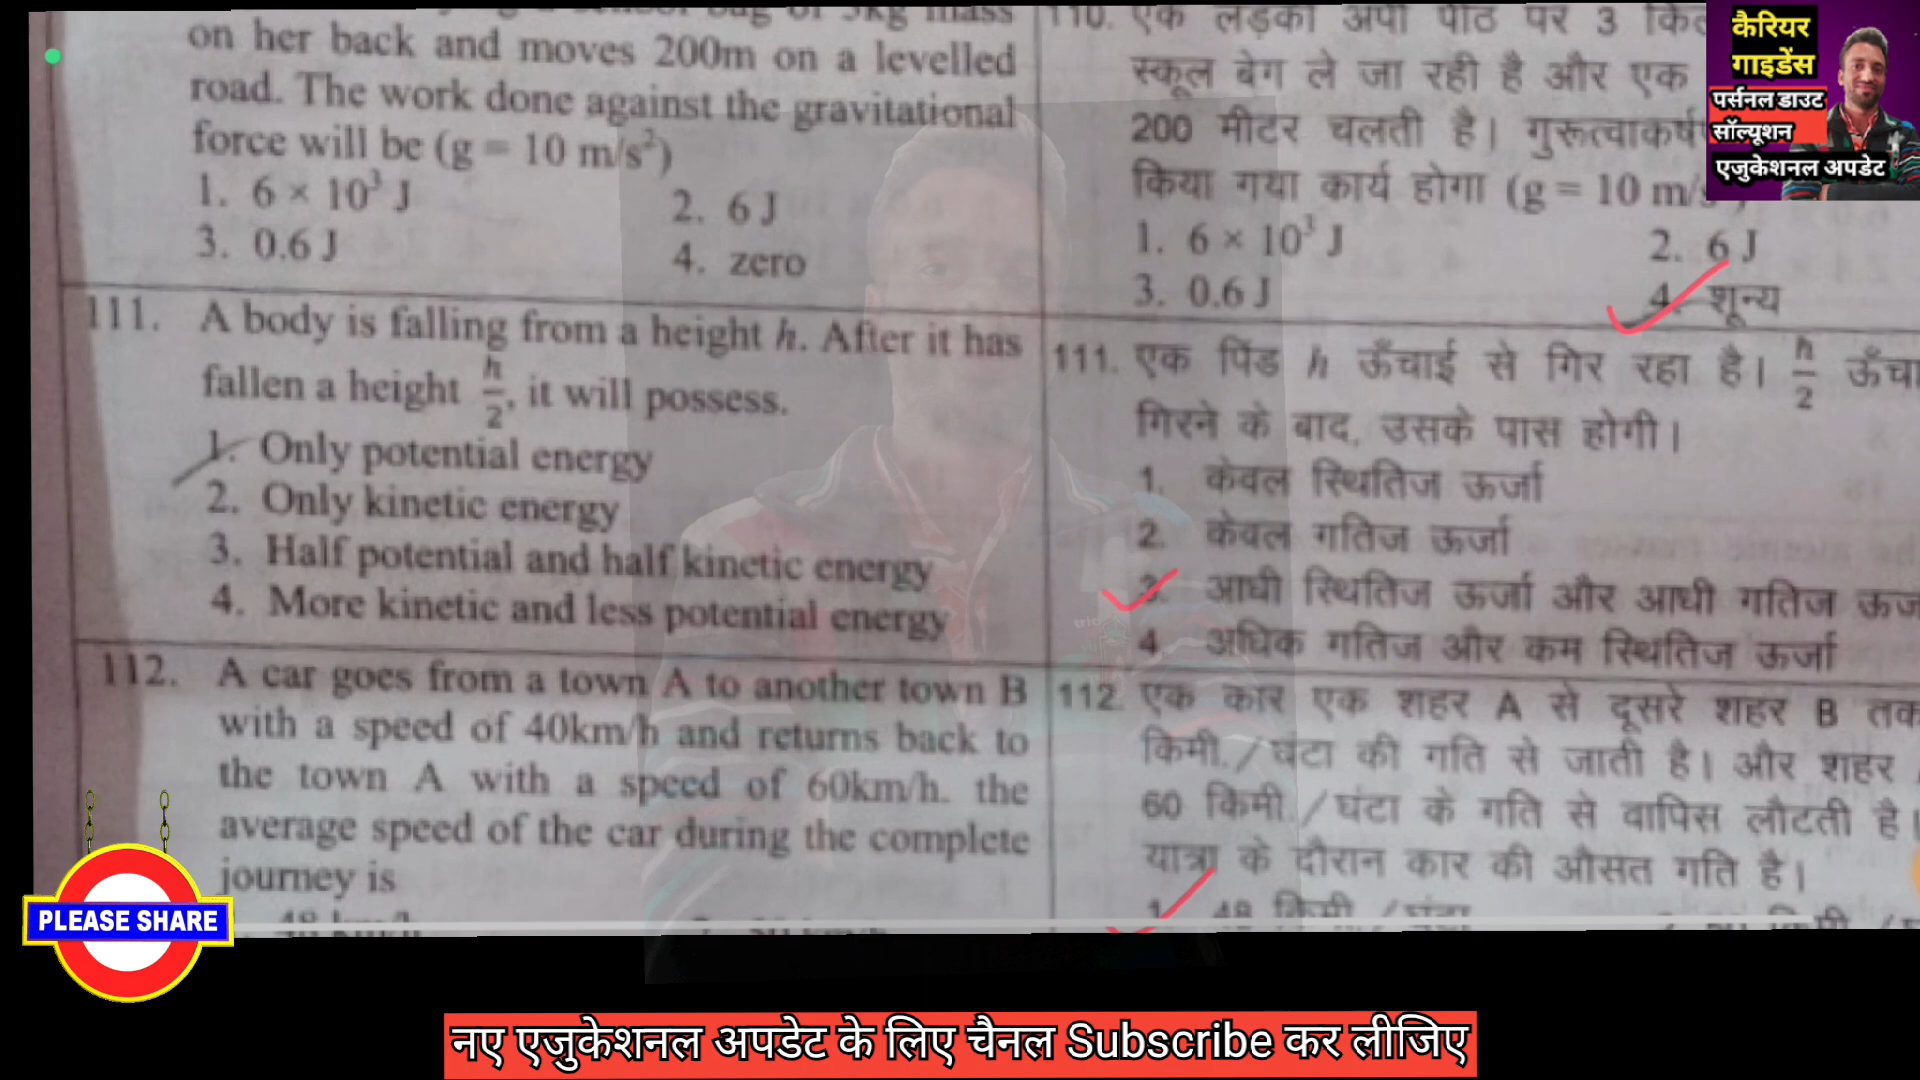 on her back and moves 200m on a levelled
road. The work done against the gravitational
force will be (g = 10 m/s²)
1. 6 × 10³ J
2. 6 J
3. 0.6 J
4. zero
111. A body is falling from a height h. After it has
fallen a height h/2, it will possess.
1. Only potential energy
2. Only kinetic energy
3. Half potential and half kinetic energy
4. More kinetic and less potential energy
112. A car goes from a town A to another town B
with a speed of 40km/h and returns back to
the town A with a speed of 60km/h. the
average speed of the car during the complete
journey is
110. एक लड़की अपी पीठ पर 3
स्कूल बेग ले जा रही है और एक
200 मीटर चलती है। 
किया गया कार्य होगा (g = 10
1. 6 × 10³ J
2. 6 J
3. 0.6 J
4. शून्य
111. एक पिंड h ऊँचाई से गिर रहा है। h/2
गिरने के बाद, उसके पास होगी।
1. केवल स्थितिज ऊर्जा
2. केवल गतिज ऊर्जा
3. आधी स्थितिज ऊर्जा और आधी गतिज
4. अधिक गतिज और कम स्थितिज ऊर्जा
112. एक कार एक शहर A से दूसरे शहर B तक
किमी./घंटा की गति से जाती है। और शहर
60 किमी./घंटा के गति से वापिस लौटती है।
यात्रा के दौरान कार की औसत गति है।
कैरियर
गाइडेंस
पर्सनल डाउट
सॉल्यूशन
एजुकेशनल अपडेट
PLEASE SHARE
नए एजुकेशनल अपडेट के लिए चैनल Subscribe कर लीजिए